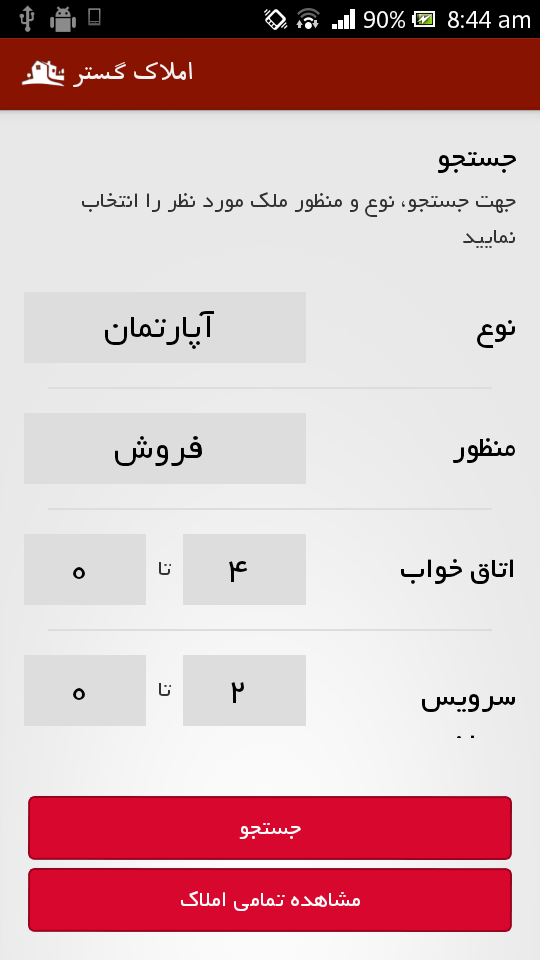 90% 8:44 am
املاک گستر
جستجو
جهت جستجو، نوع و منظور ملک مورد نظر را انتخاب
نمایید
نوع آپارتمان
منظور فروش
اتاق خواب ۴ تا ۰
سرویس ۲ تا ۰
جستجو
مشاهده تمامی املاک